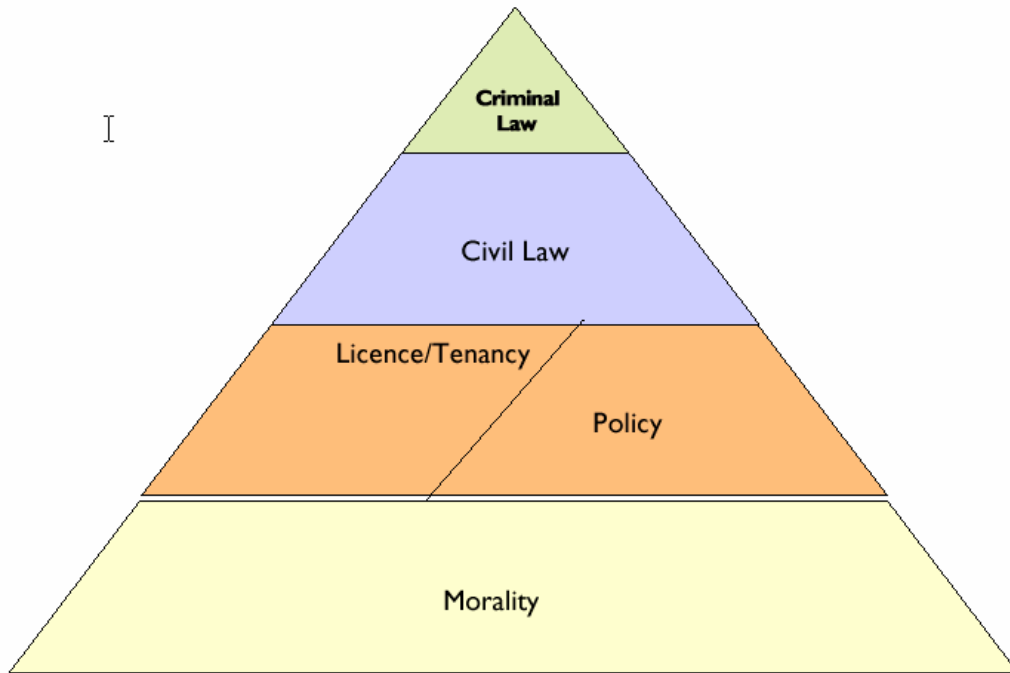 Criminal
Law
Civil Law
Licence/Tenancy
Policy
Morality